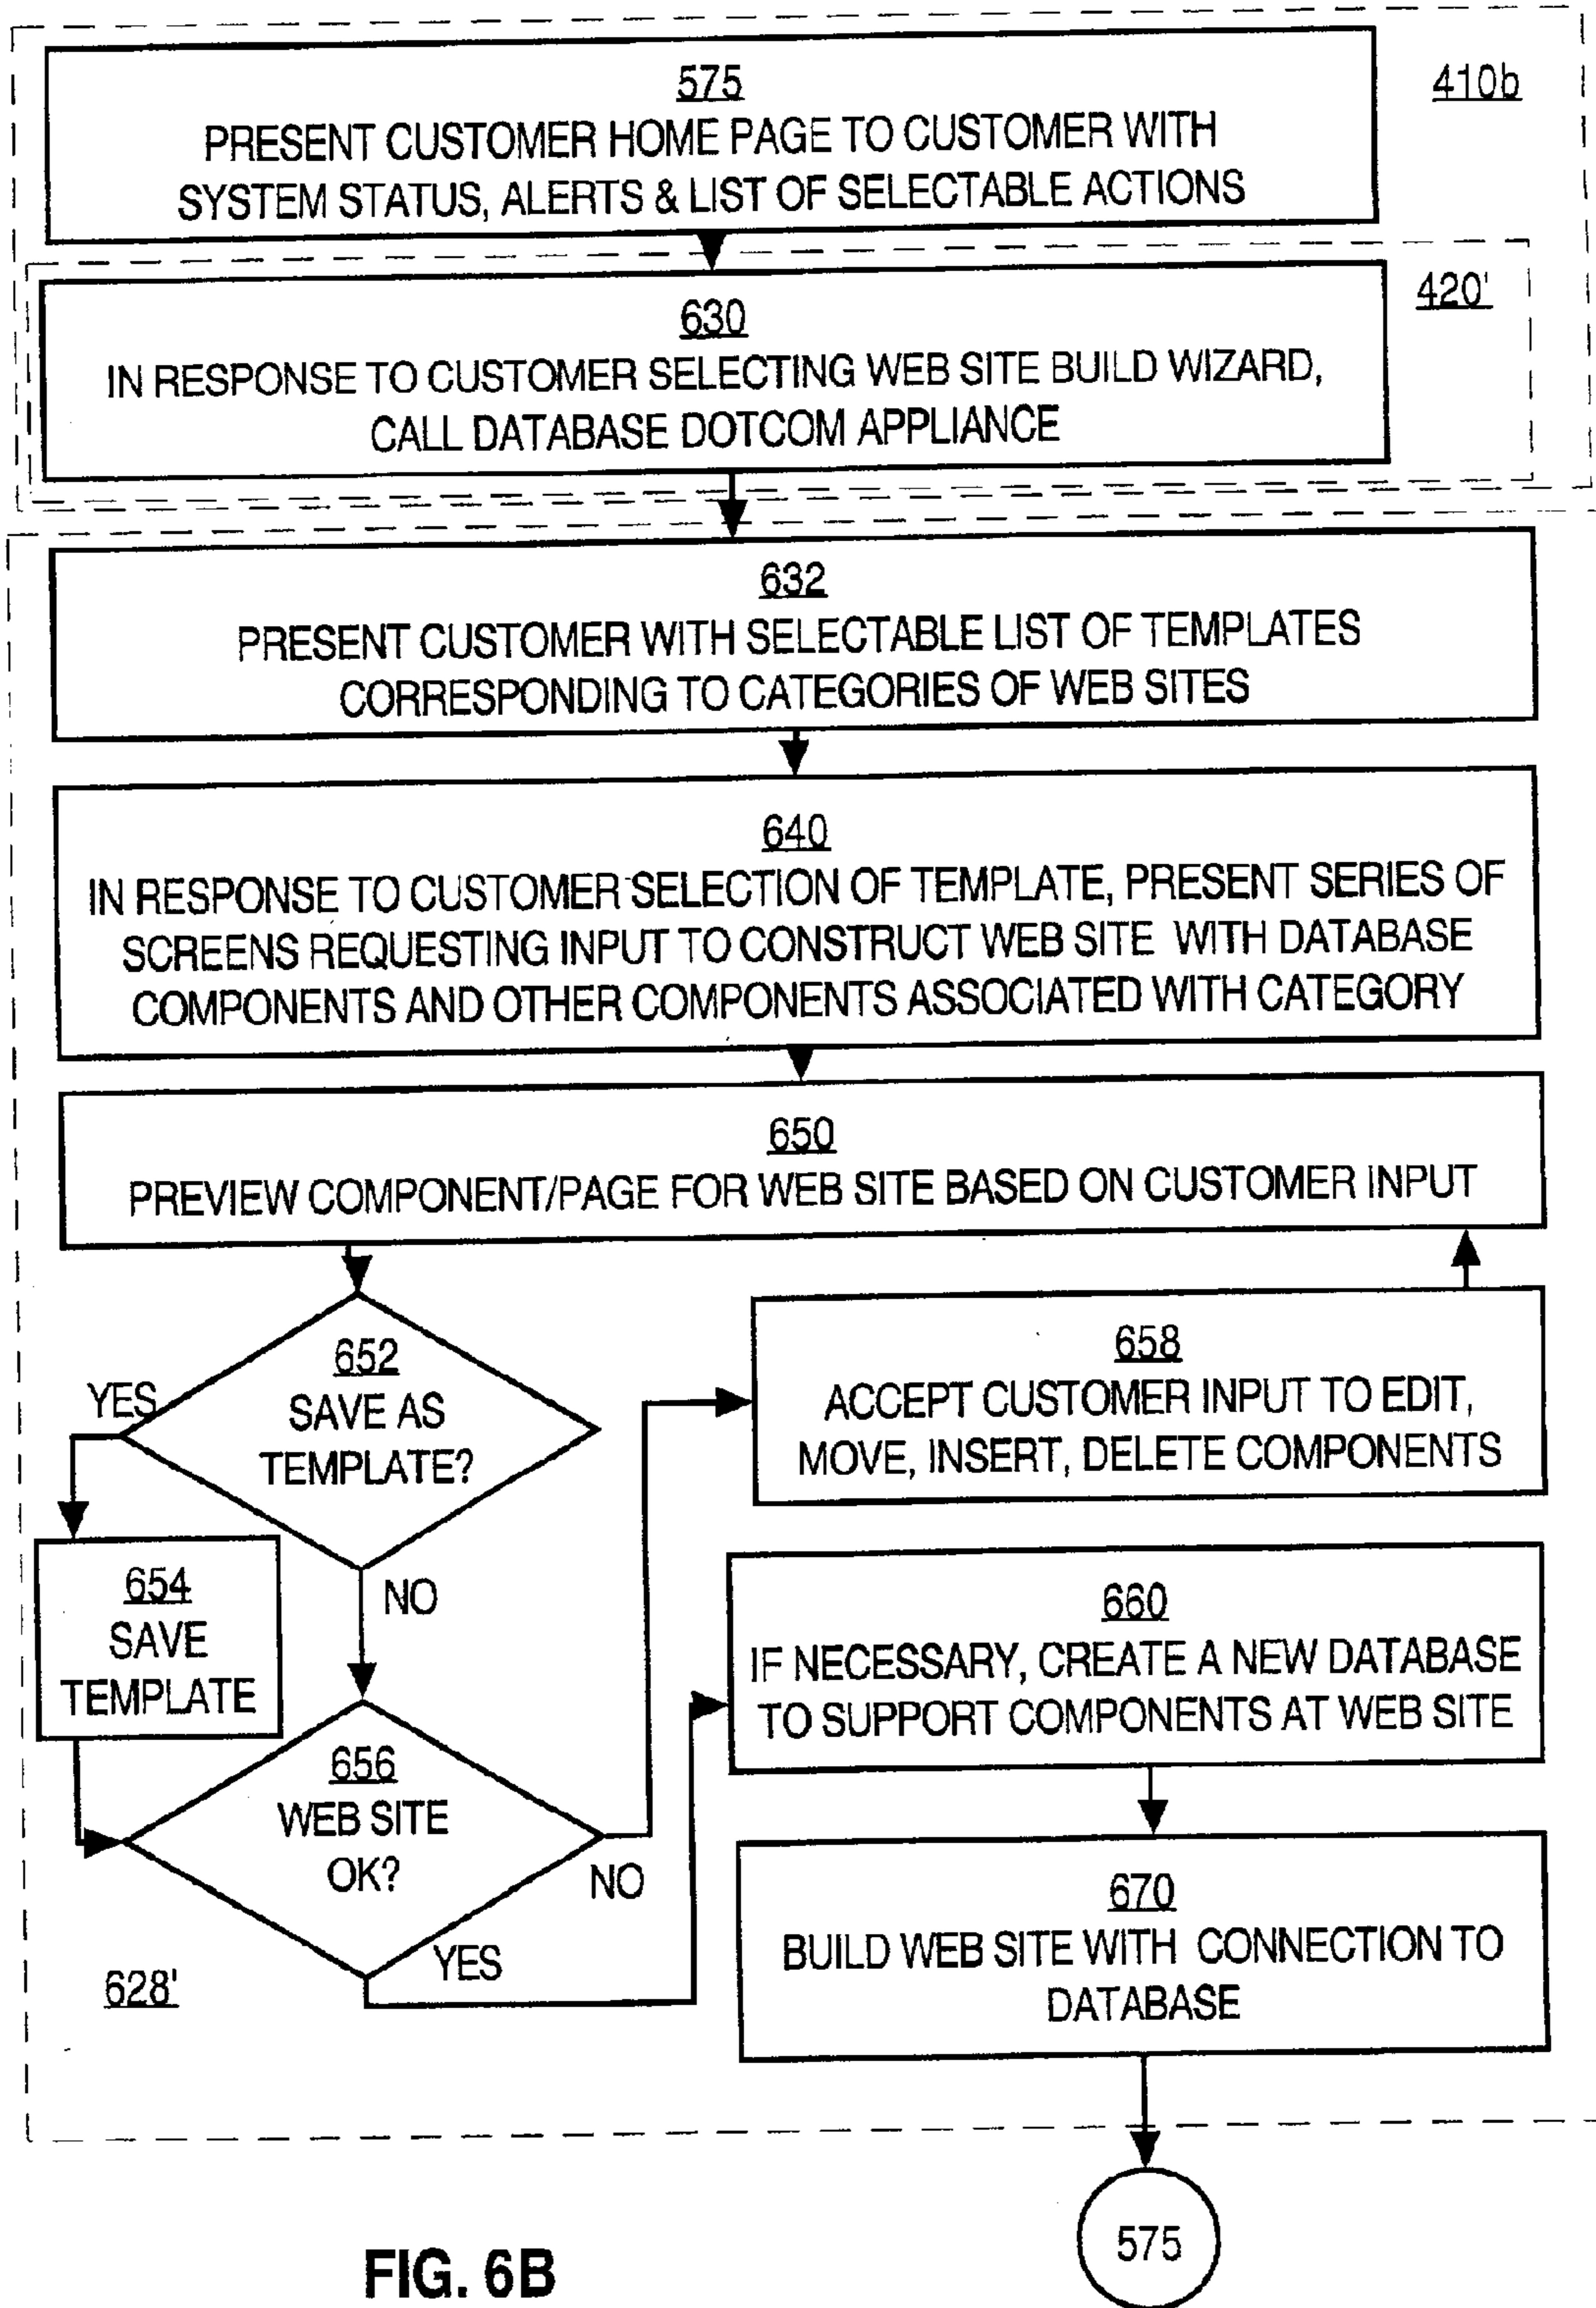 575
410b
PRESENT CUSTOMER HOME PAGE TO CUSTOMER WITH
SYSTEM STATUS, ALERTS & LIST OF SELECTABLE ACTIONS
420'
630
IN RESPONSE TO CUSTOMER SELECTING WEB SITE BUILD WIZARD,
CALL DATABASE DOTCOM APPLIANCE
632
PRESENT CUSTOMER WITH SELECTABLE LIST OF TEMPLATES
CORRESPONDING TO CATEGORIES OF WEB SITES
640
IN RESPONSE TO CUSTOMER SELECTION OF TEMPLATE, PRESENT SERIES OF
SCREENS REQUESTING INPUT TO CONSTRUCT WEB SITE WITH DATABASE
COMPONENTS AND OTHER COMPONENTS ASSOCIATED WITH CATEGORY
650
PREVIEW COMPONENT/PAGE FOR WEB SITE BASED ON CUSTOMER INPUT
652
SAVE AS
TEMPLATE?
YES
NO
658
ACCEPT CUSTOMER INPUT TO EDIT,
MOVE, INSERT, DELETE COMPONENTS
654
SAVE
TEMPLATE
660
IF NECESSARY, CREATE A NEW DATABASE
TO SUPPORT COMPONENTS AT WEB SITE
656
WEB SITE
OK?
NO
YES
670
BUILD WEB SITE WITH CONNECTION TO
DATABASE
628'
575
FIG. 6B